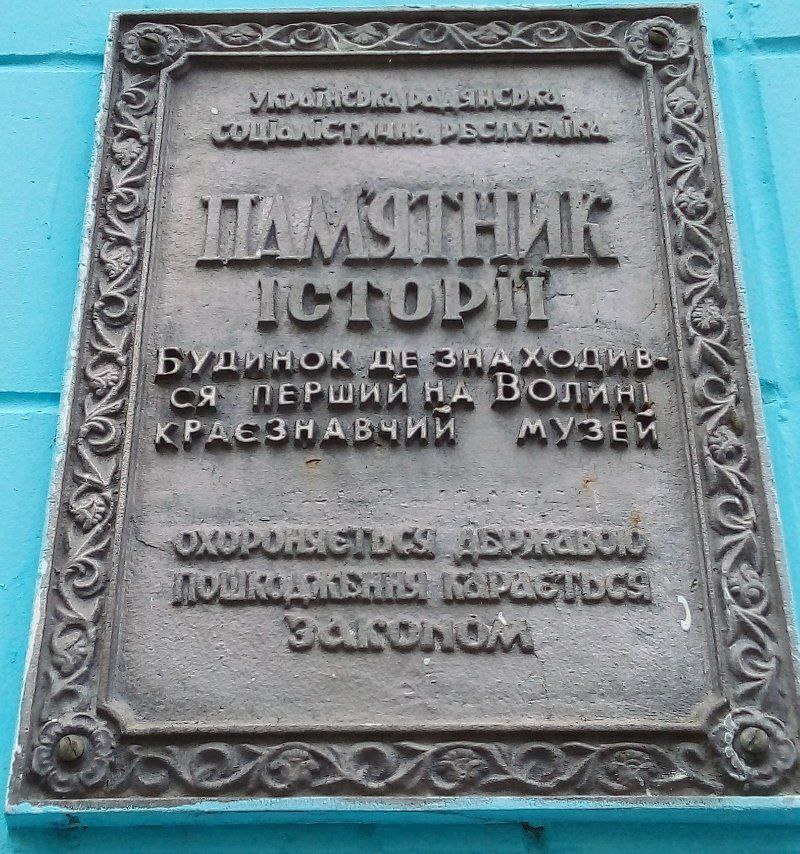 Українська Радянська
Соціалістична Республіка
ПАМ'ЯТНИК
ІСТОРІЇ
Будинок де знаходив-
ся перший на Волині
краєзнавчий музей
Охороняється державою
Пошкодження карається
законом